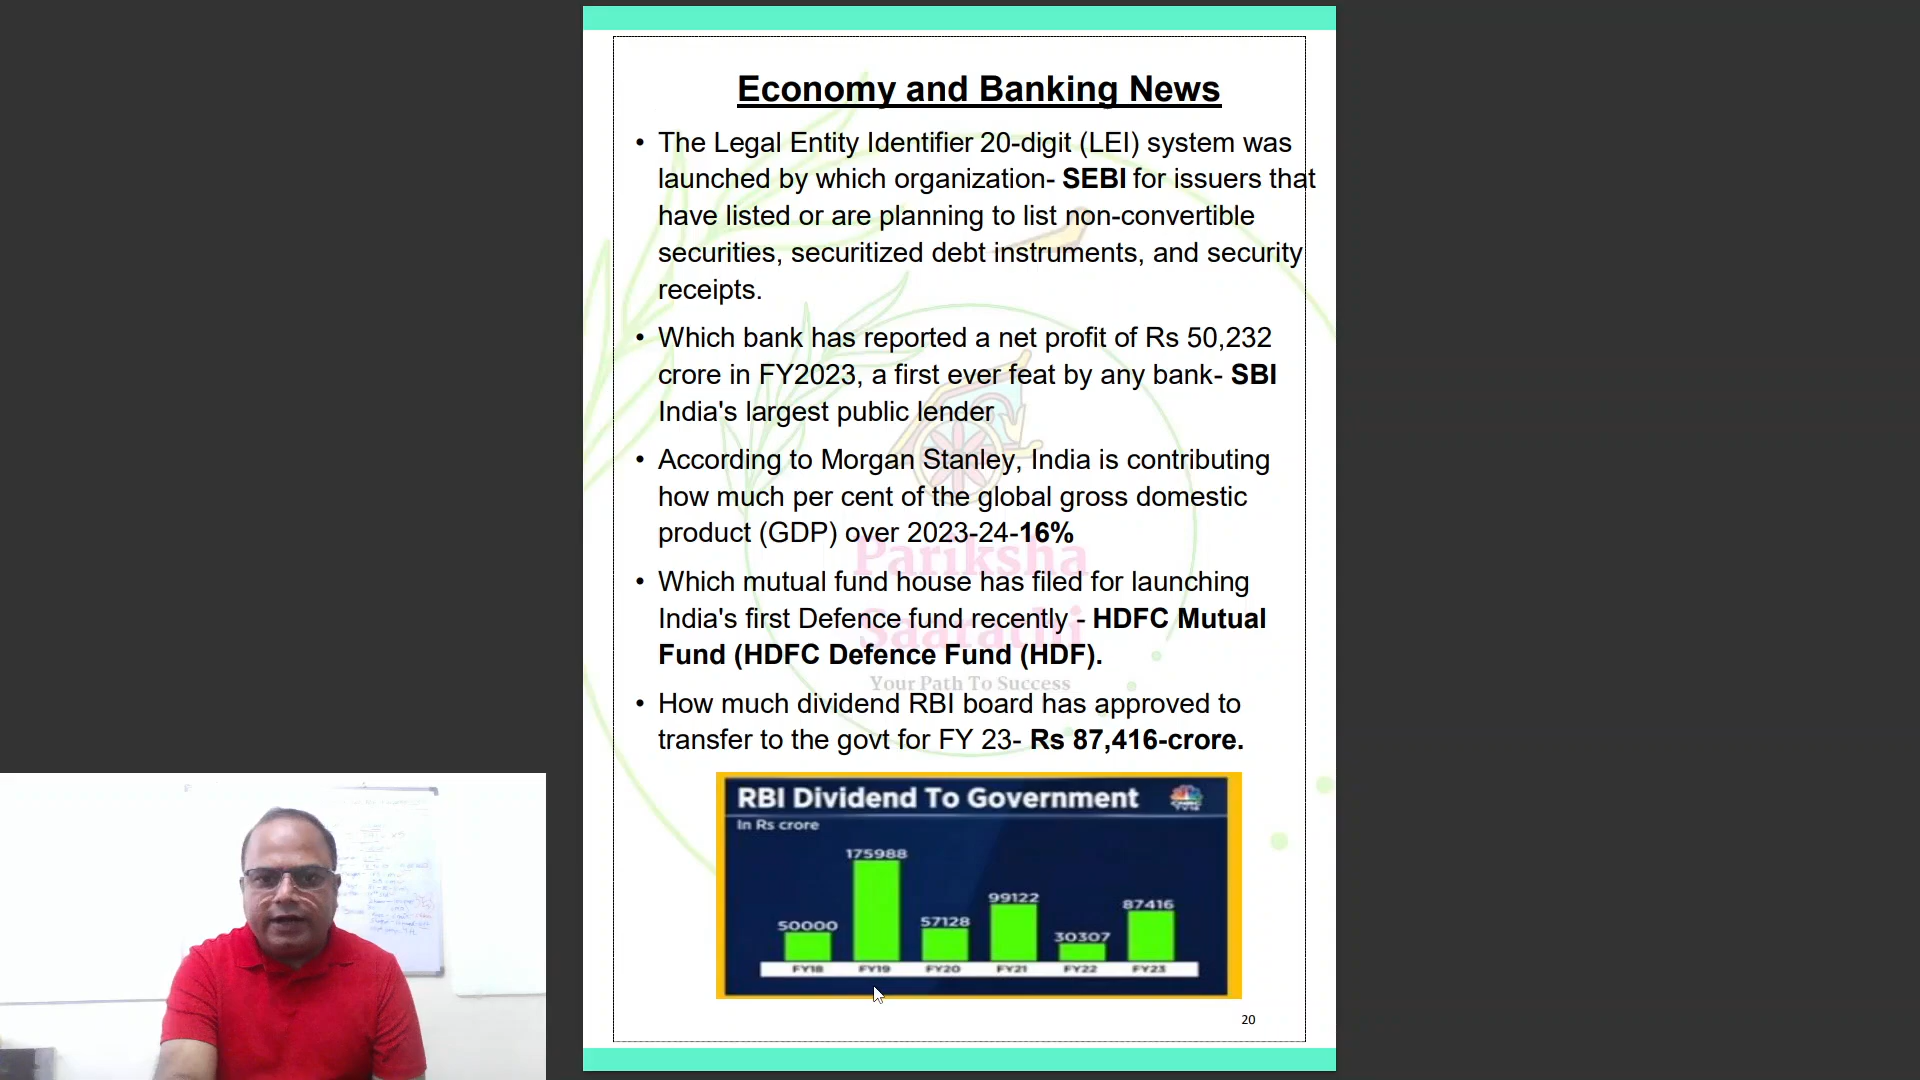 Economy and Banking News
• The Legal Entity Identifier 20-digit (LEI) system was
launched by which organization- SEBI for issuers that
have listed or are planning to list non-convertible
securities, securitized debt instruments, and security
receipts.
• Which bank has reported a net profit of Rs 50,232
crore in FY2023, a first ever feat by any bank- SBI
India's largest public lender
• According to Morgan Stanley, India is contributing
how much per cent of the global gross domestic
product (GDP) over 2023-24-16%
Pariksha
• Which mutual fund house has filed for launching
India's first Defence fund recently - HDFC Mutual
Saarathi
Fund (HDFC Defence Fund (HDF).
Your Path To Success
• How much dividend RBI board has approved to
transfer to the govt for FY 23- Rs 87,416-crore.
RBI Dividend To Government
In Rs crore
50000 175988 57128 99122 30307 87416
FY18 FY19 FY20 FY21 FY22 FY23
20